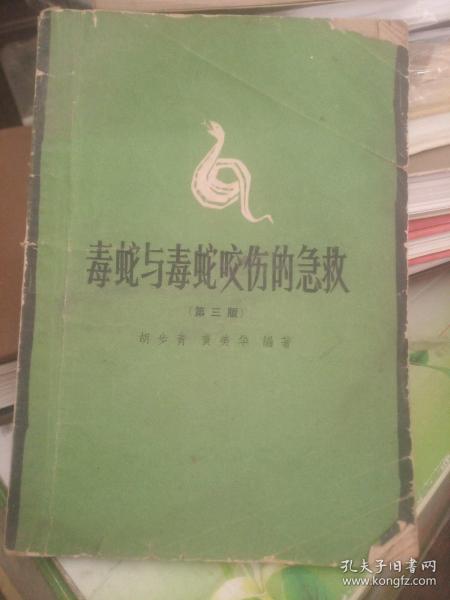 毒蛇与毒蛇咬伤的急救
(第三版)
胡步青 黄美华 编著
孔夫子旧书网
www.kongfz.com